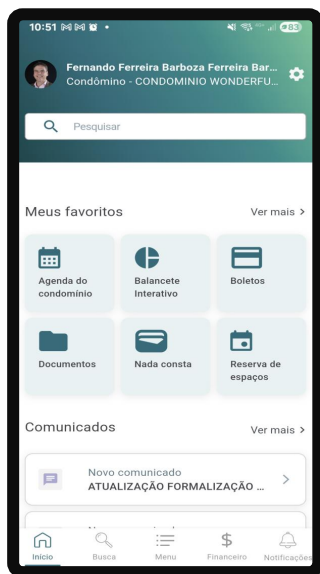 10:51
83
Fernando Ferreira Barboza Ferreira Bar...
Condômino - CONDOMINIO WONDERFU...
Pesquisar
Meus favoritos
Ver mais >
Agenda do
condomínio
Balancete
Interativo
Boletos
Documentos
Nada consta
Reserva de
espaços
Comunicados
Ver mais >
Novo comunicado
ATUALIZAÇÃO FORMALIZAÇÃO ...
Início
Busca
Menu
Financeiro
Notificações